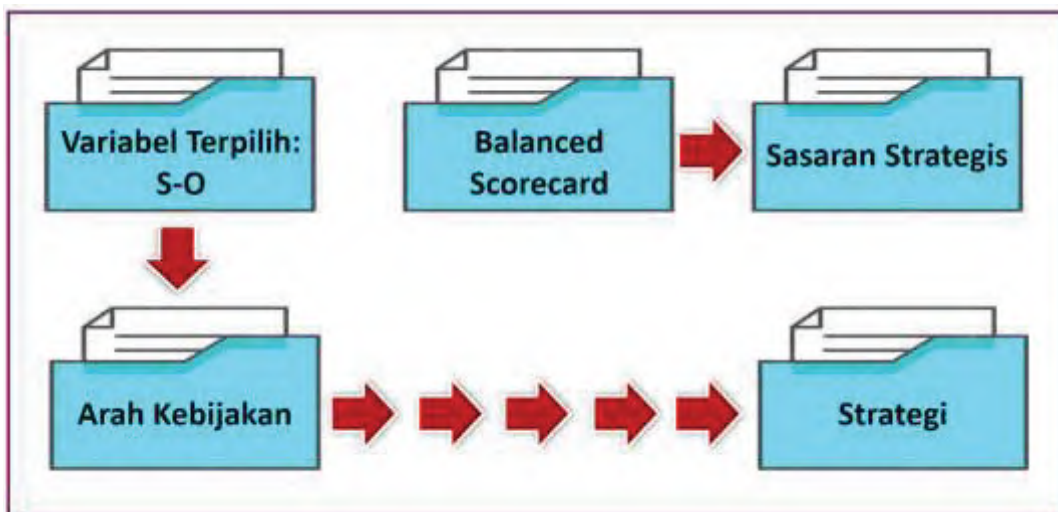 Variabel Terpilih:
S-O
Balanced
Scorecard
Sasaran Strategis
Arah Kebijakan
Strategi